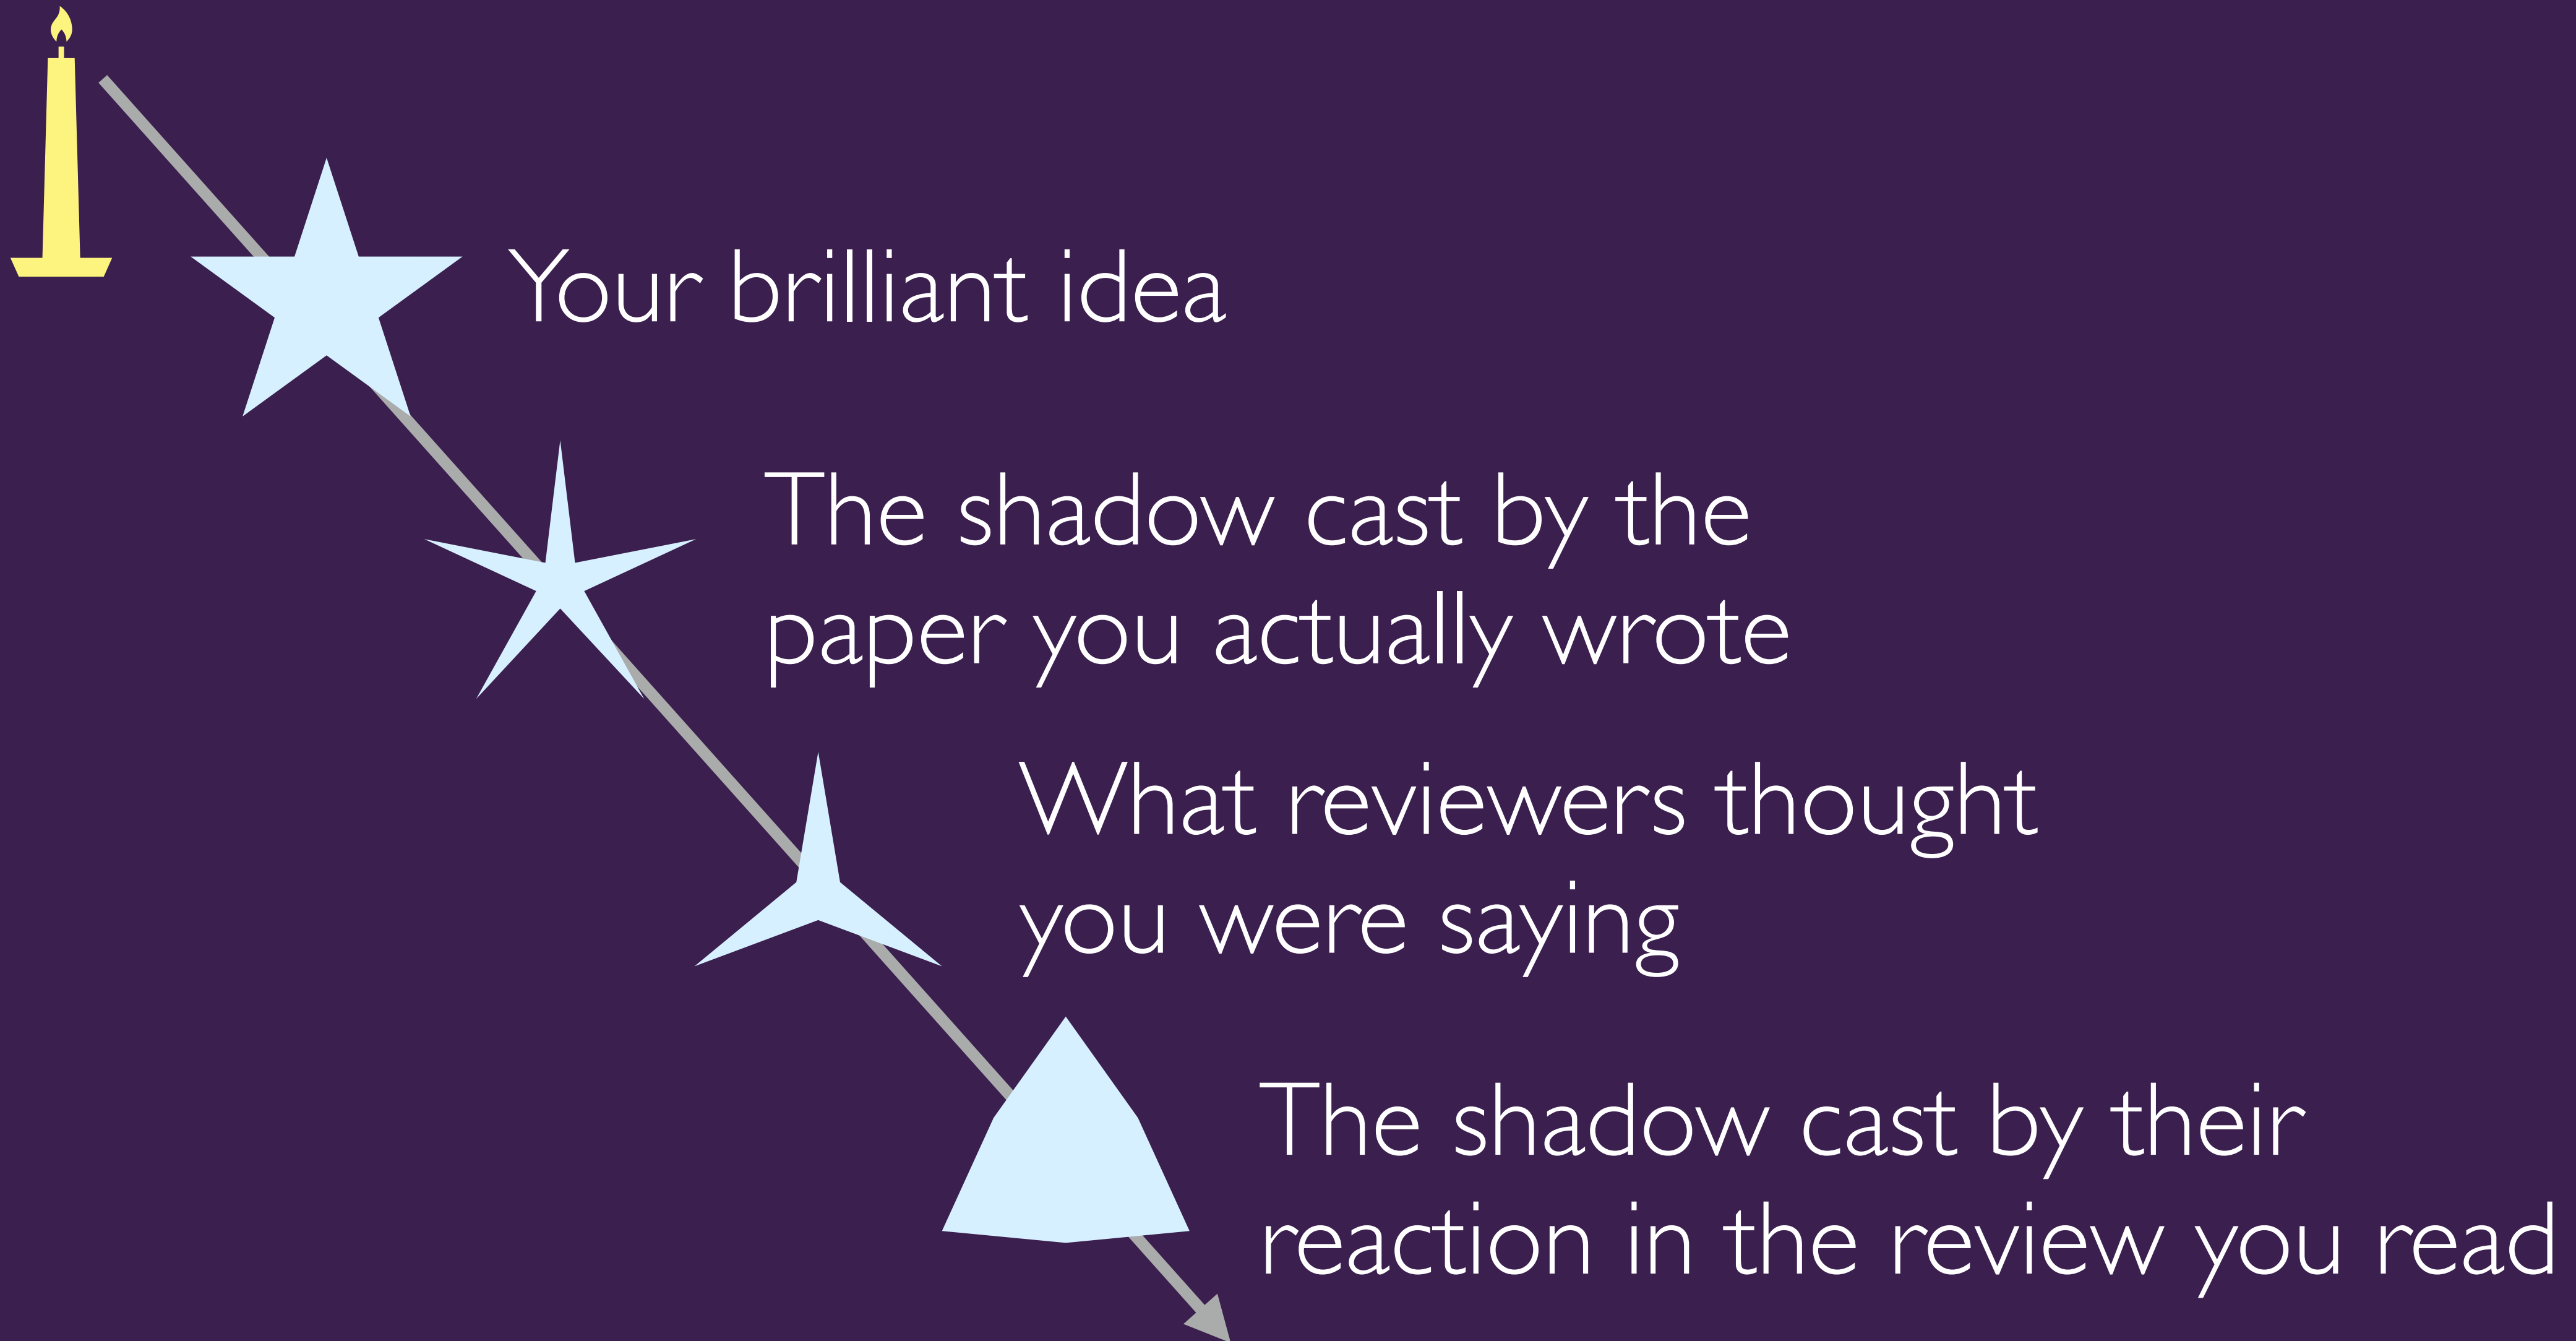 Your brilliant idea
The shadow cast by the
paper you actually wrote
What reviewers thought
you were saying
The shadow cast by their
reaction in the review you read